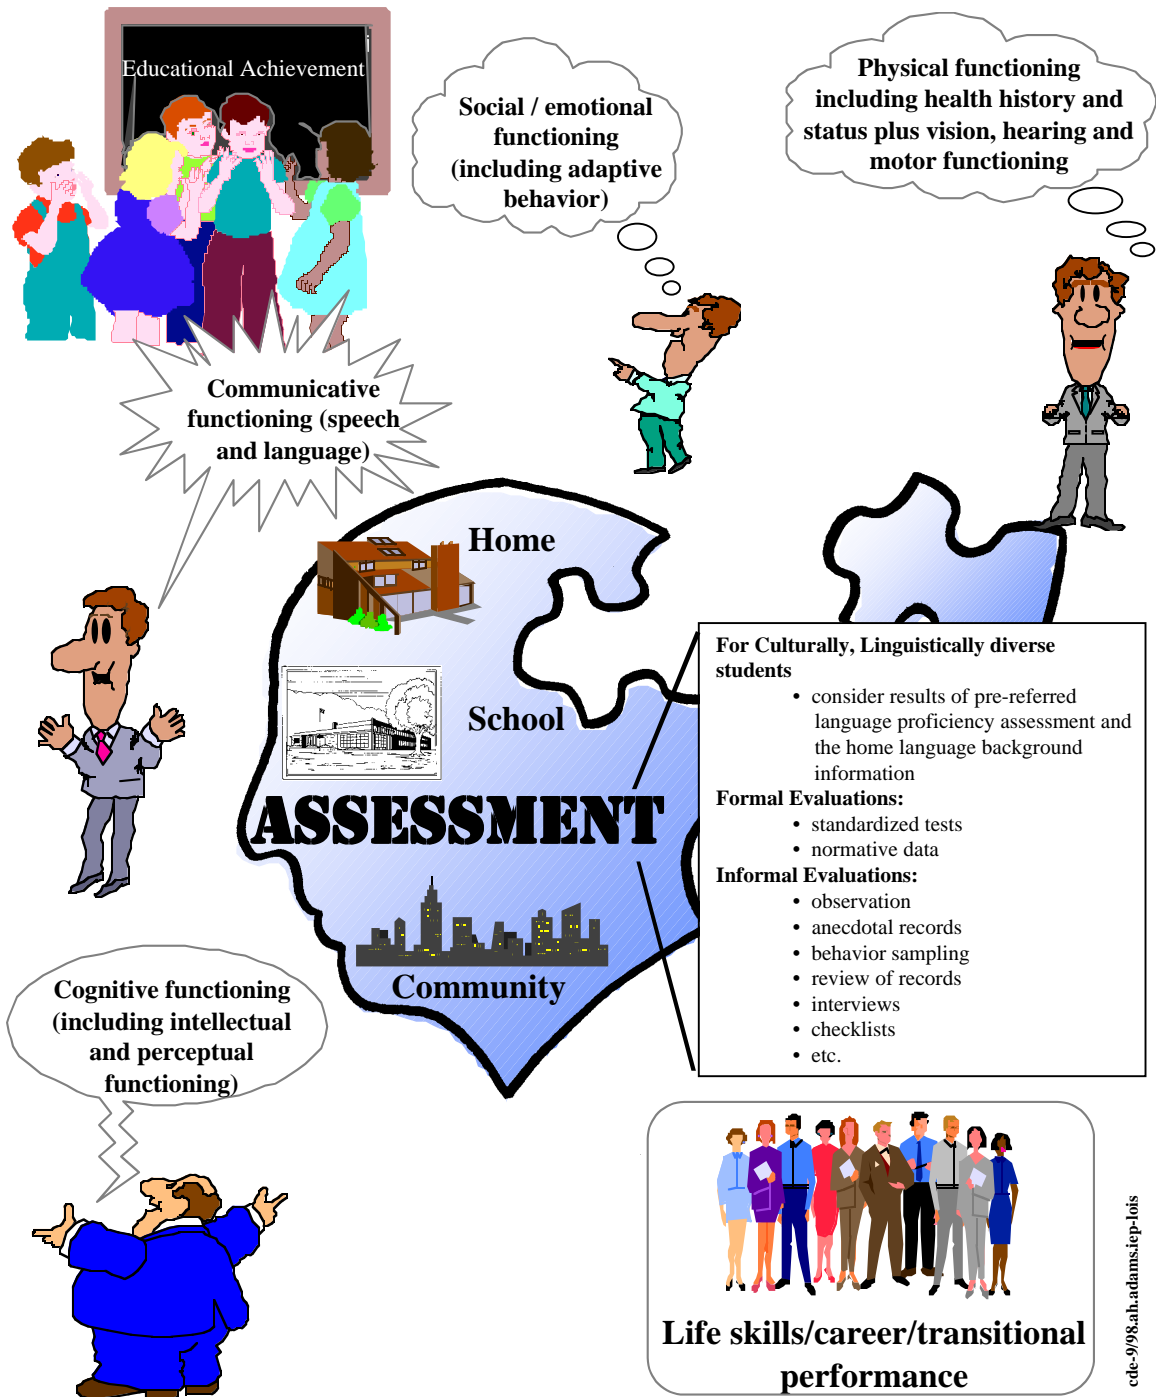 Educational Achievement
Social / emotional
functioning
(including adaptive
behavior)
Physical functioning
including health history and
status plus vision, hearing and
motor functioning
Communicative
functioning (speech
and language)
Home
School
ASSESSMENT
Community
For Culturally, Linguistically diverse
students
• consider results of pre-referred
language proficiency assessment and
the home language background
information
Formal Evaluations:
• standardized tests
• normative data
Informal Evaluations:
• observation
• anecdotal records
• behavior sampling
• review of records
• interviews
• checklists
• etc.
Cognitive functioning
(including intellectual
and perceptual
functioning)
Life skills/career/transitional
performance
cde-9/98.ah.adams.iep-lois